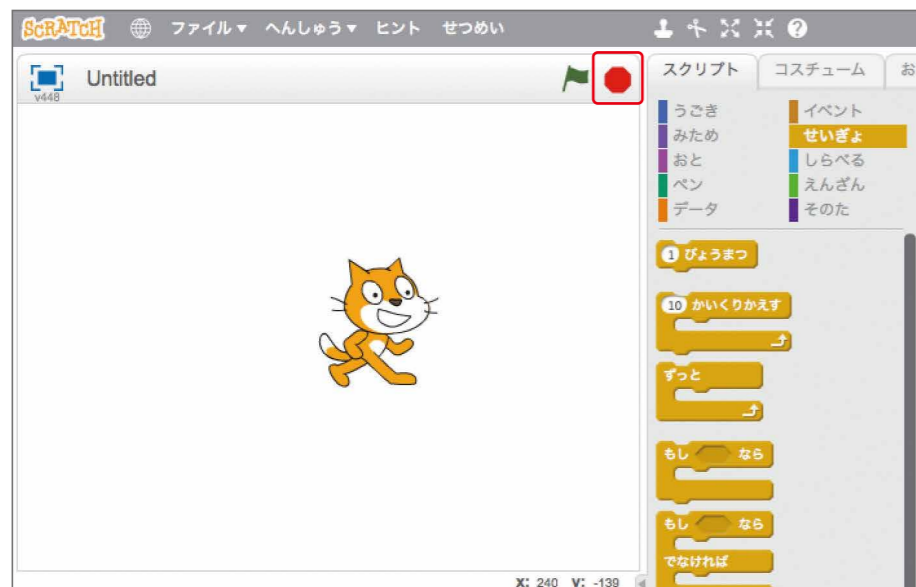 SCRATCH ファイル▼ へんしゅう▼ ヒント せつめい
v448 Untitled
スクリプト コスチューム お
うごき イベント
みため せいぎょ
おと しらべる
ペン えんざん
データ そのた
1 びょうまつ
10 かいくりかえす
ずっと
もし なら
もし なら
でなければ
X: 240 Y: -139